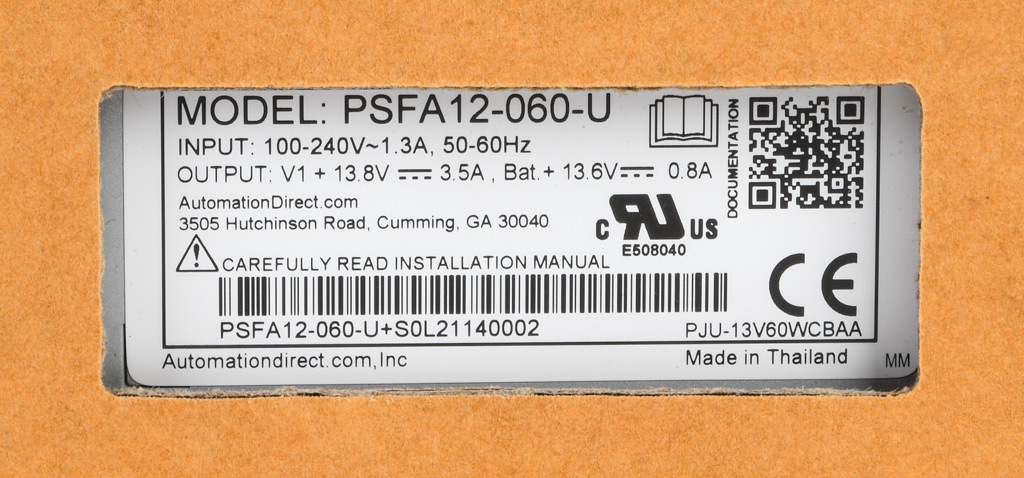 MODEL: PSFA12-060-U
INPUT: 100-240V~1.3A, 50-60Hz
OUTPUT: V1 + 13.8V ⎓ 3.5A , Bat.+ 13.6V⎓ 0.8A
DOCUMENTATION
AutomationDirect.com
3505 Hutchinson Road, Cumming, GA 30040
C RU US
E508040
CAREFULLY READ INSTALLATION MANUAL
CE
PSFA12-060-U+S0L21140002
PJU-13V60WCBAA
Automationdirect.com,Inc
Made in Thailand
MM